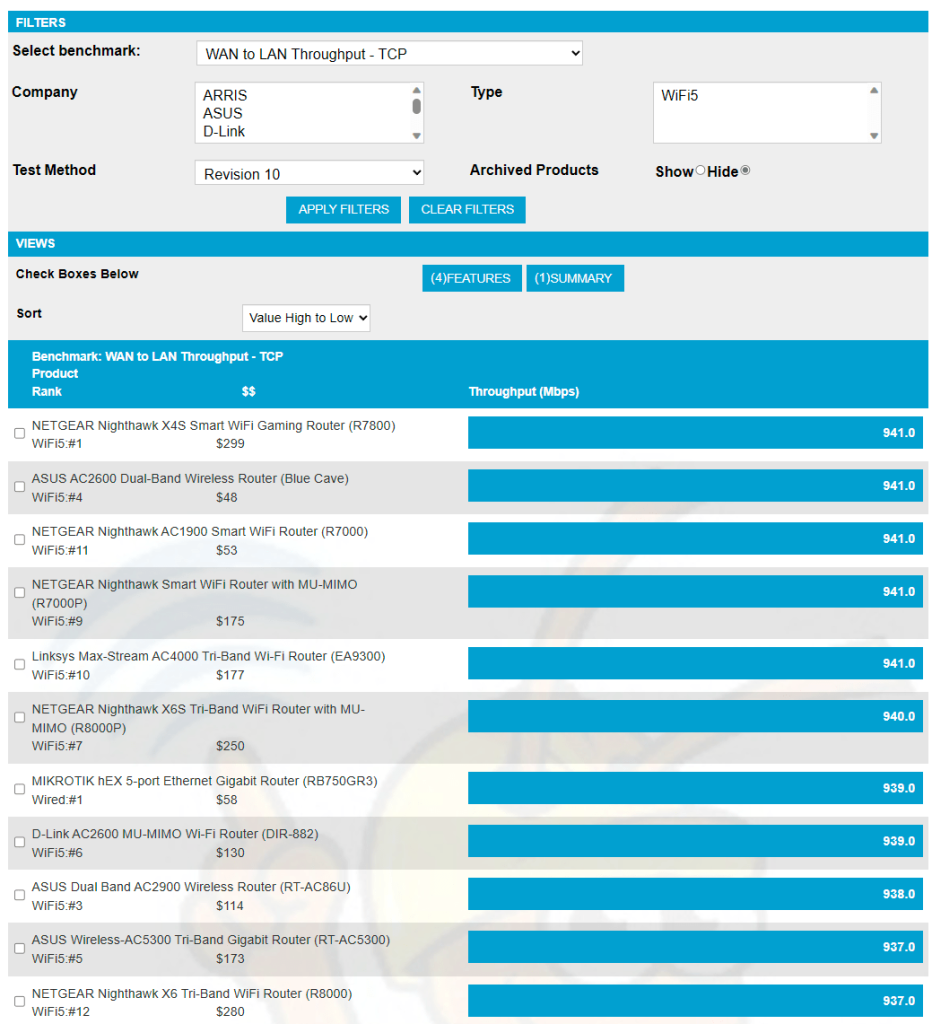 FILTERS
Select benchmark: WAN to LAN Throughput - TCP
Company ARRIS Type WiFi5
ASUS
D-Link
Test Method Revision 10 Archived Products Show Hide
APPLY FILTERS CLEAR FILTERS
VIEWS
Check Boxes Below (4)FEATURES (1)SUMMARY
Sort Value High to Low
Benchmark: WAN to LAN Throughput - TCP
Product
Rank $$ Throughput (Mbps)
NETGEAR Nighthawk X4S Smart WiFi Gaming Router (R7800) 941.0
WiFi5:#1 $299
ASUS AC2600 Dual-Band Wireless Router (Blue Cave) 941.0
WiFi5:#4 $48
NETGEAR Nighthawk AC1900 Smart WiFi Router (R7000) 941.0
WiFi5:#11 $53
NETGEAR Nighthawk Smart WiFi Router with MU-MIMO 941.0
(R7000P)
WiFi5:#9 $175
Linksys Max-Stream AC4000 Tri-Band Wi-Fi Router (EA9300) 941.0
WiFi5:#10 $177
NETGEAR Nighthawk X6S Tri-Band WiFi Router with MU- 940.0
MIMO (R8000P)
WiFi5:#7 $250
MIKROTIK hEX 5-port Ethernet Gigabit Router (RB750GR3) 939.0
Wired:#1 $58
D-Link AC2600 MU-MIMO Wi-Fi Router (DIR-882) 939.0
WiFi5:#6 $130
ASUS Dual Band AC2900 Wireless Router (RT-AC86U) 938.0
WiFi5:#3 $114
ASUS Wireless-AC5300 Tri-Band Gigabit Router (RT-AC5300) 937.0
WiFi5:#5 $173
NETGEAR Nighthawk X6 Tri-Band WiFi Router (R8000) 937.0
WiFi5:#12 $280